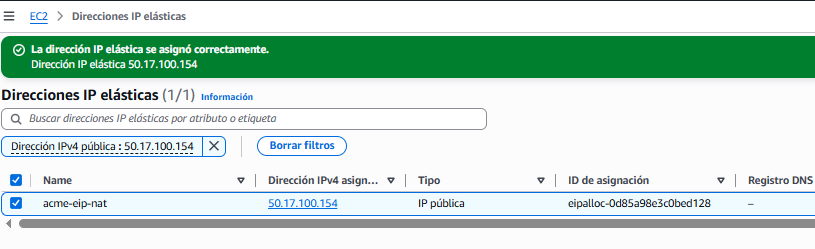 EC2 > Direcciones IP elásticas
La dirección IP elástica se asignó correctamente.
Dirección IP elástica 50.17.100.154
Direcciones IP elásticas (1/1) Información
Buscar direcciones IP elásticas por atributo o etiqueta
Dirección IPv4 pública : 50.17.100.154 Borrar filtros
Name Dirección IPv4 asign... Tipo ID de asignación Registro DNS
acme-eip-nat 50.17.100.154 IP pública eipalloc-0d85a98e3c0bed128 –